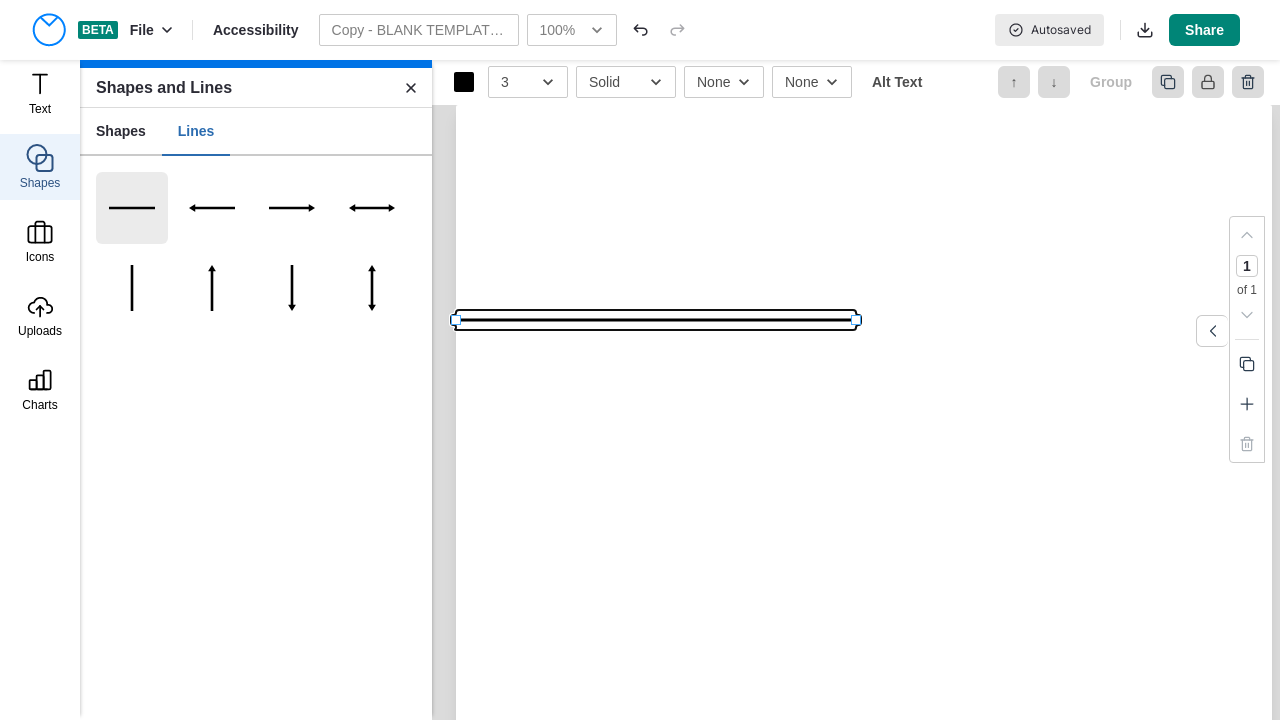 BETA File Accessibility Copy - BLANK TEMPLAT... 100% Autosaved Share
Text
Shapes
Icons
Uploads
Charts
Shapes and Lines
Shapes Lines
3 Solid None None Alt Text Group
1
of 1